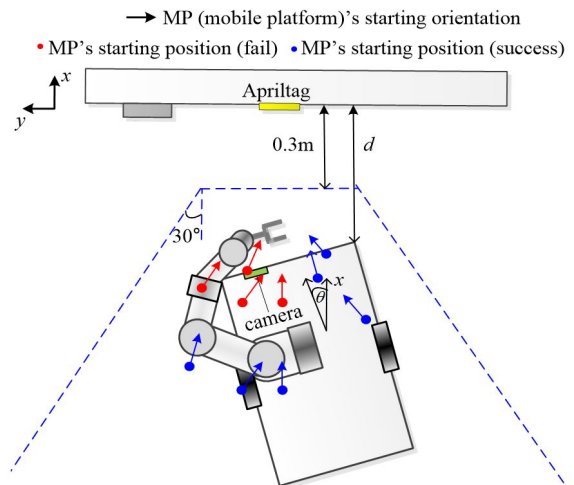 MP (mobile platform)'s starting orientation
MP's starting position (fail) MP's starting position (success)
x
Apriltag
y
0.3m d
30°
x
θ
camera